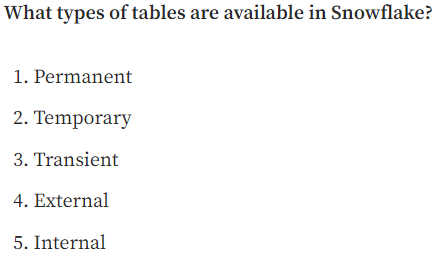 What types of tables are available in Snowflake?
1. Permanent
2. Temporary
3. Transient
4. External
5. Internal